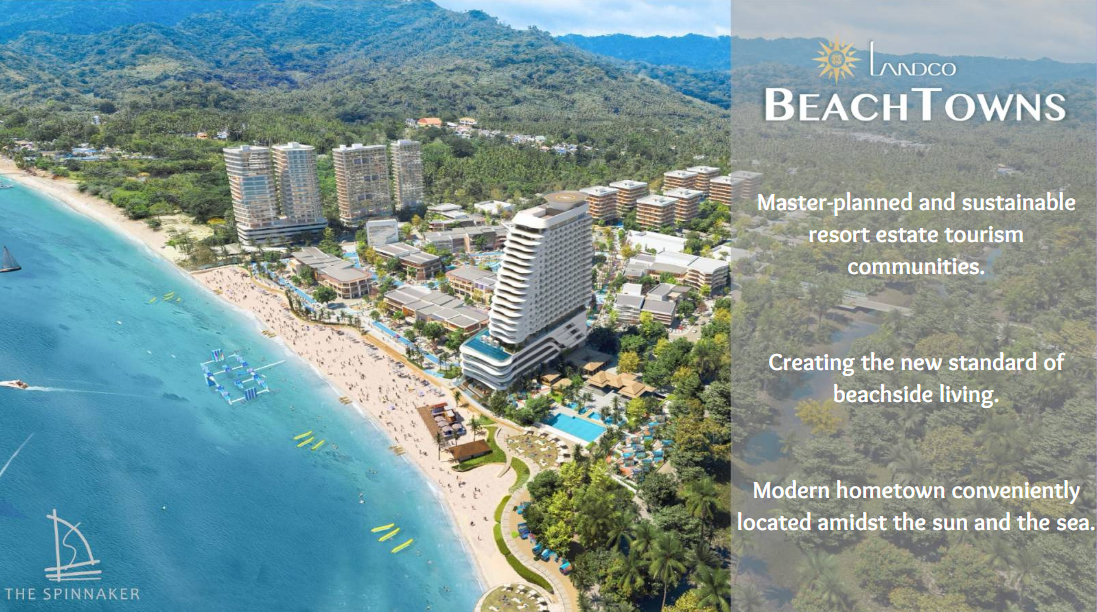 LANDCO
BEACHTOWNS
Master-planned and sustainable
resort estate tourism
communities.
Creating the new standard of
beachside living.
Modern hometown conveniently
located amidst the sun and the sea.
THE SPINNAKER